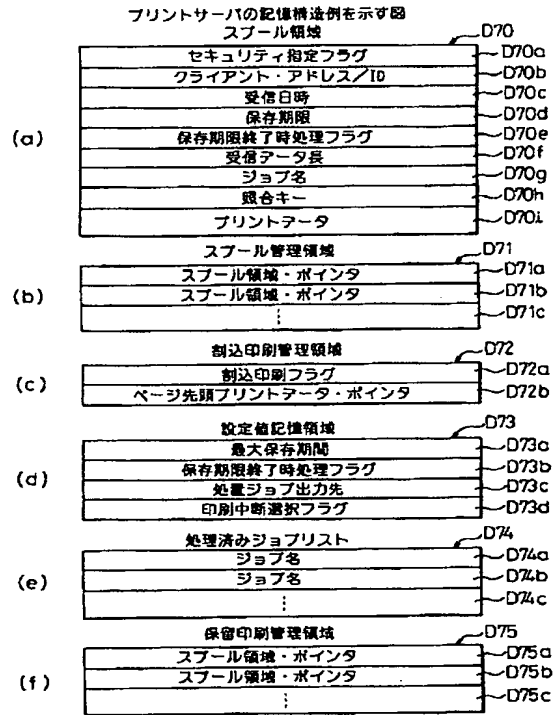 プリントサーバの記憶構造例を示す図
スプール領域 D70
セキュリティ指定フラグ D70a
クライアント・アドレス/ID D70b
受信日時 D70c
保存期限 D70d
(a) 保存期限終了時処理フラグ D70e
受信データ長 D70f
ジョブ名 D70g
照合キー D70h
プリントデータ D70i
スプール管理領域 D71
スプール領域・ポインタ D71a
(b) スプール領域・ポインタ D71b
⋮ D71c
割込印刷管理領域 D72
(c) 割込印刷フラグ D72a
ページ先頭プリントデータ・ポインタ D72b
設定値記憶領域 D73
最大保存期間 D73a
(d) 保存期限終了時処理フラグ D73b
処置ジョブ出力先 D73c
印刷中断選択フラグ D73d
処理済みジョブリスト D74
ジョブ名 D74a
(e) ジョブ名 D74b
⋮ D74c
保留印刷管理領域 D75
スプール領域・ポインタ D75a
(f) スプール領域・ポインタ D75b
⋮ D75c